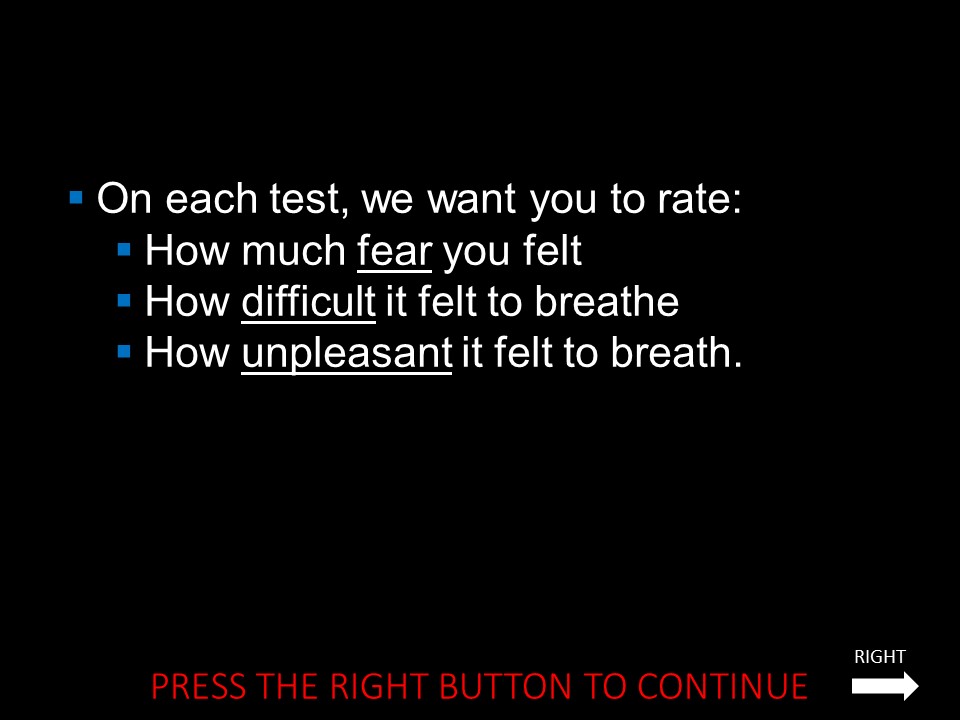 On each test, we want you to rate:
How much fear you felt
How difficult it felt to breathe
How unpleasant it felt to breath.
RIGHT
PRESS THE RIGHT BUTTON TO CONTINUE